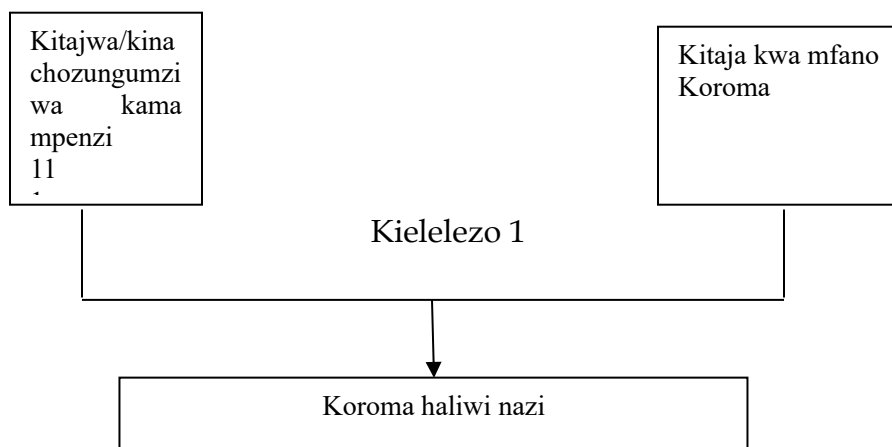 Kitajwa/kina
chozungumzi
wa kama
mpenzi
11
Kitaja kwa mfano
Koroma
Kielelezo 1
Koroma haliwi nazi